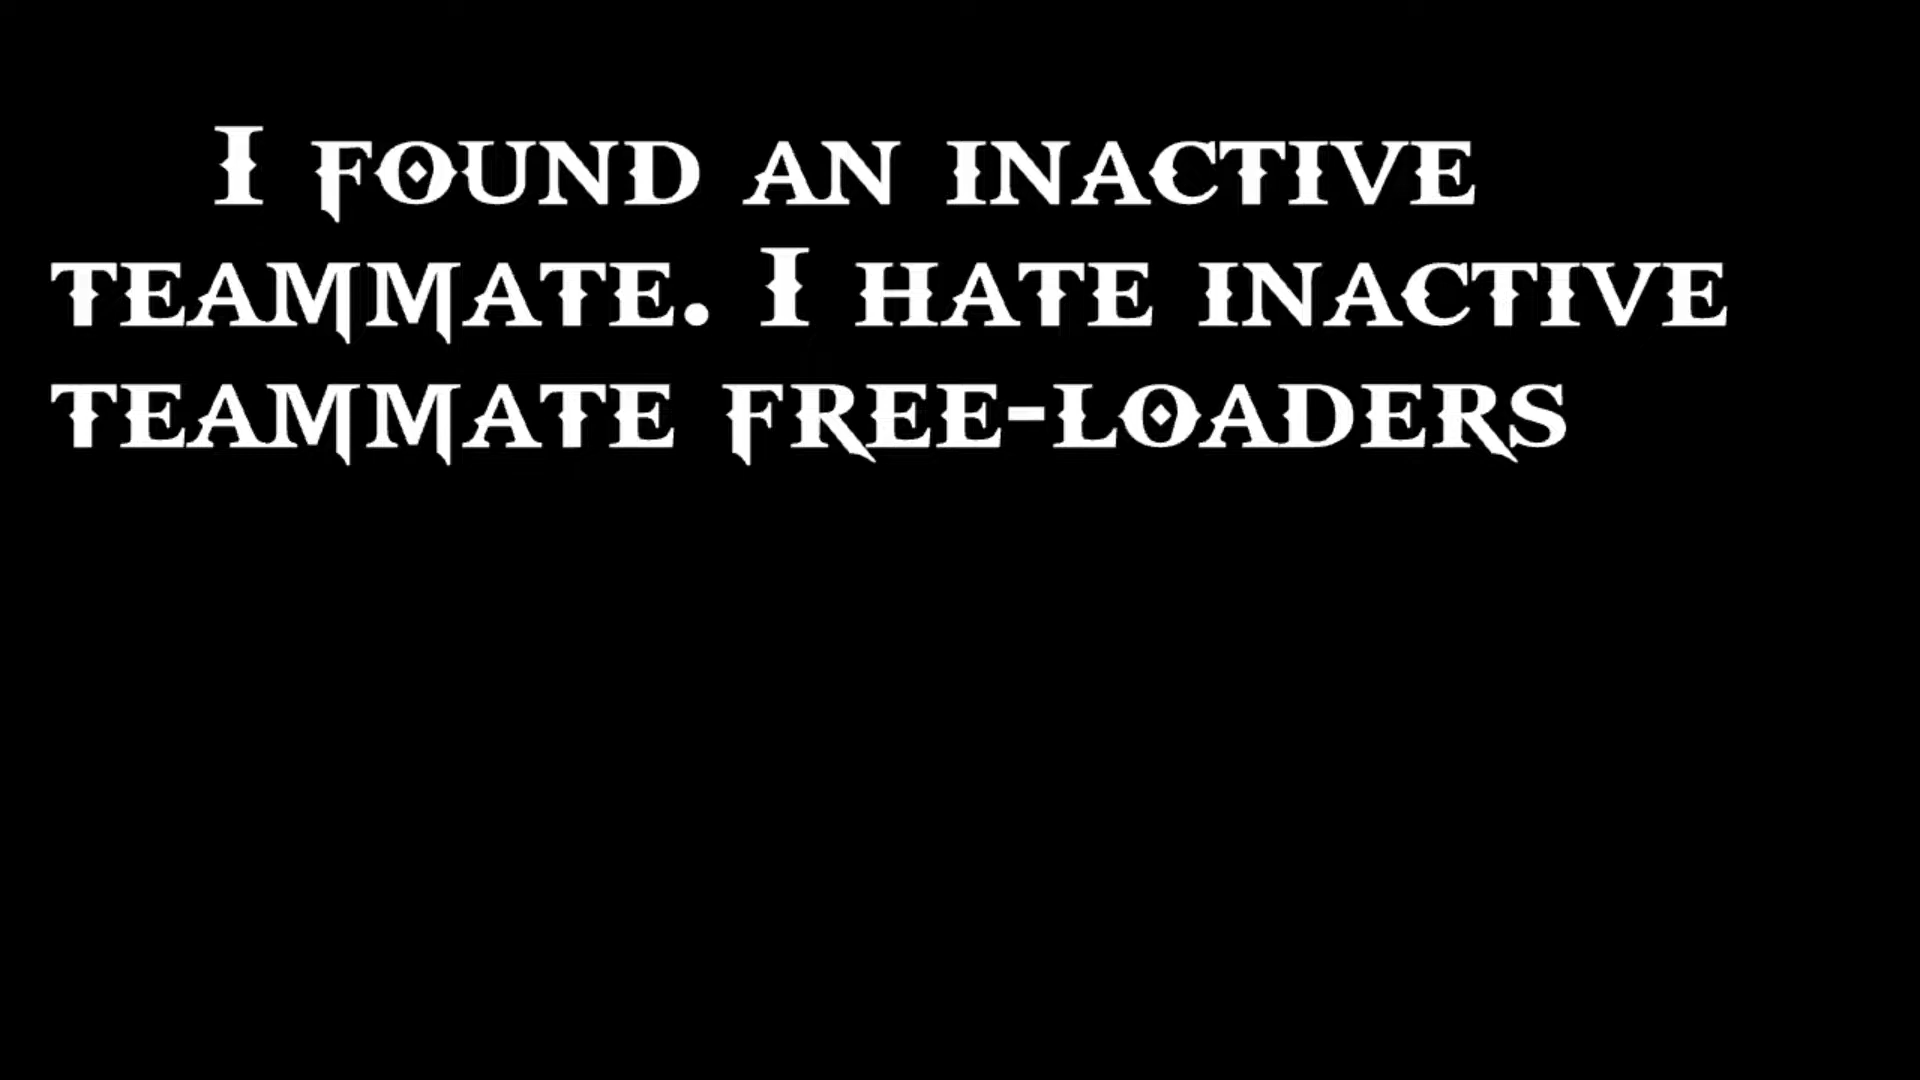 I found an inactive
teammate. I hate inactive
teammate free-loaders